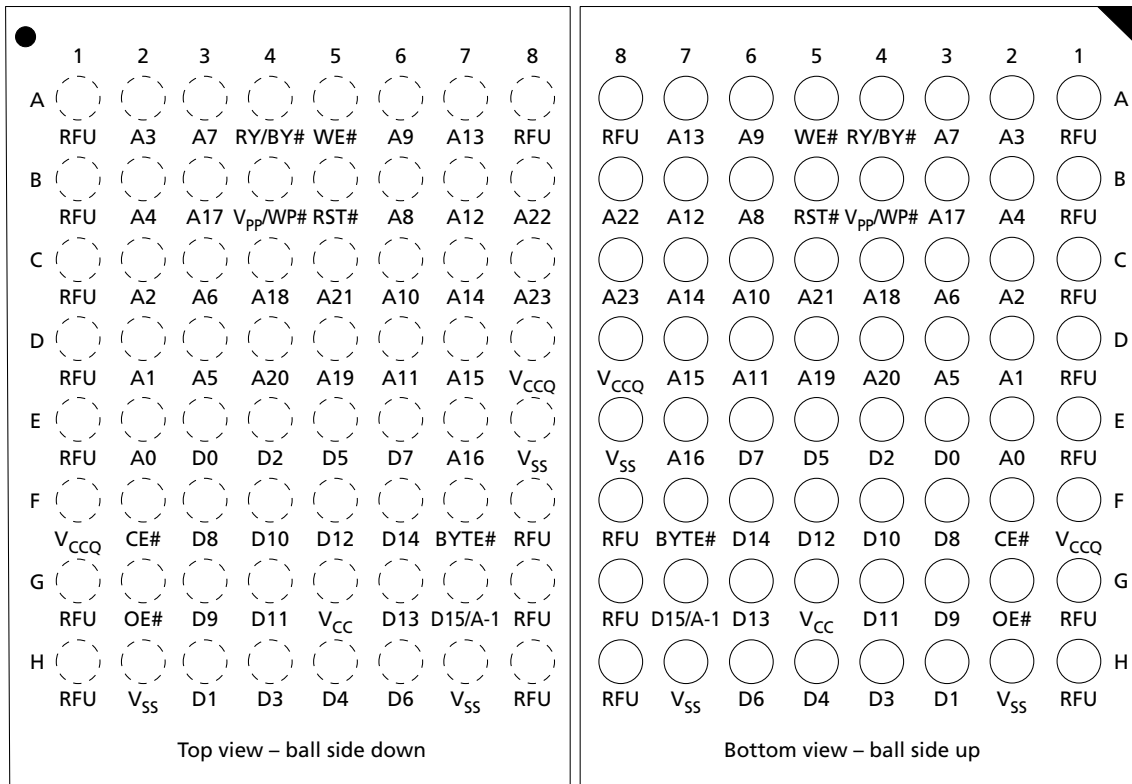 1 2 3 4 5 6 7 8 8 7 6 5 4 3 2 1
A A
RFU A3 A7 RY/BY# WE# A9 A13 RFU RFU A13 A9 WE# RY/BY# A7 A3 RFU
B B
RFU A4 A17 VPP/WP# RST# A8 A12 A22 A22 A12 A8 RST# VPP/WP# A17 A4 RFU
C C
RFU A2 A6 A18 A21 A10 A14 A23 A23 A14 A10 A21 A18 A6 A2 RFU
D D
RFU A1 A5 A20 A19 A11 A15 VCCQ VCCQ A15 A11 A19 A20 A5 A1 RFU
E E
RFU A0 D0 D2 D5 D7 A16 VSS VSS A16 D7 D5 D2 D0 A0 RFU
F F
VCCQ CE# D8 D10 D12 D14 BYTE# RFU RFU BYTE# D14 D12 D10 D8 CE# VCCQ
G G
RFU OE# D9 D11 VCC D13 D15/A-1 RFU RFU D15/A-1 D13 VCC D11 D9 OE# RFU
H H
RFU VSS D1 D3 D4 D6 VSS RFU RFU VSS D6 D4 D3 D1 VSS RFU
Top view – ball side down Bottom view – ball side up